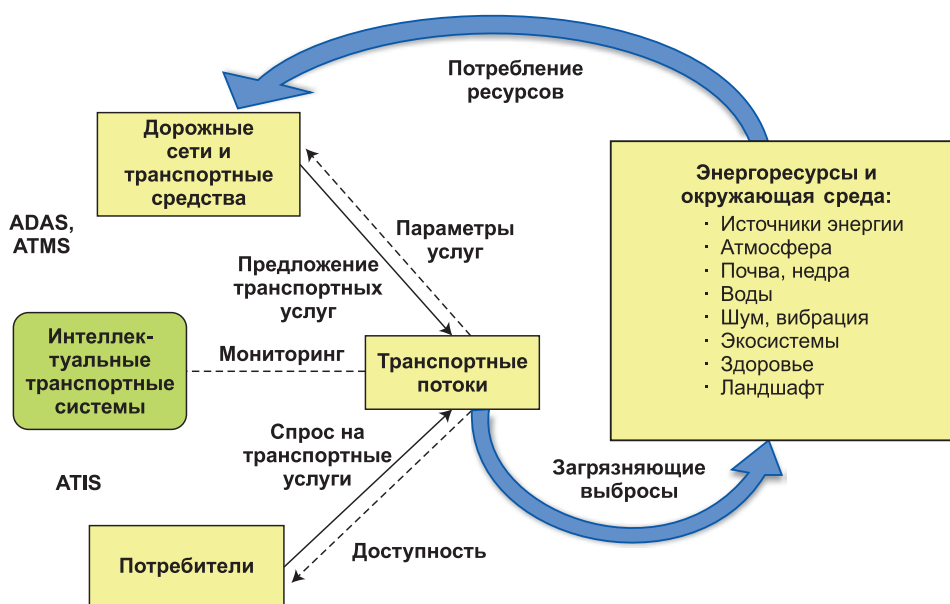 Потребление
ресурсов
Дорожные
сети и
транспортные
средства
Энергоресурсы и
окружающая среда:
· Источники энергии
· Атмосфера
· Почва, недра
· Воды
· Шум, вибрация
· Экосистемы
· Здоровье
· Ландшафт
ADAS,
ATMS
Параметры
услуг
Предложение
транспортных
услуг
Интеллек-
туальные
транспортные
системы
Мониторинг
Транспортные
потоки
Спрос на
транспортные
услуги
Загрязняющие
выбросы
ATIS
Доступность
Потребители